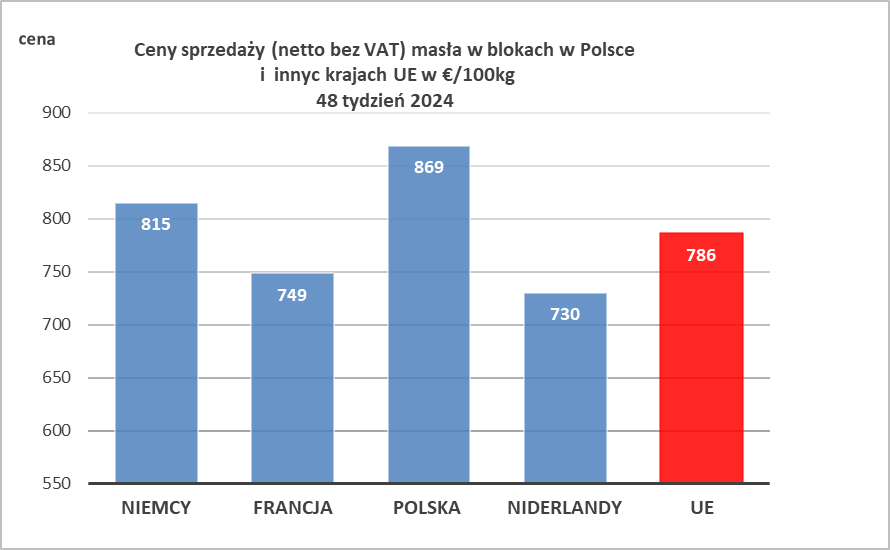 cena
Ceny sprzedaży (netto bez VAT) masła w blokach w Polsce
i innyc krajach UE w €/100kg
48 tydzień 2024
900
850
800
750
700
650
600
550
815
749
869
730
786
NIEMCY
FRANCJA
POLSKA
NIDERLANDY
UE